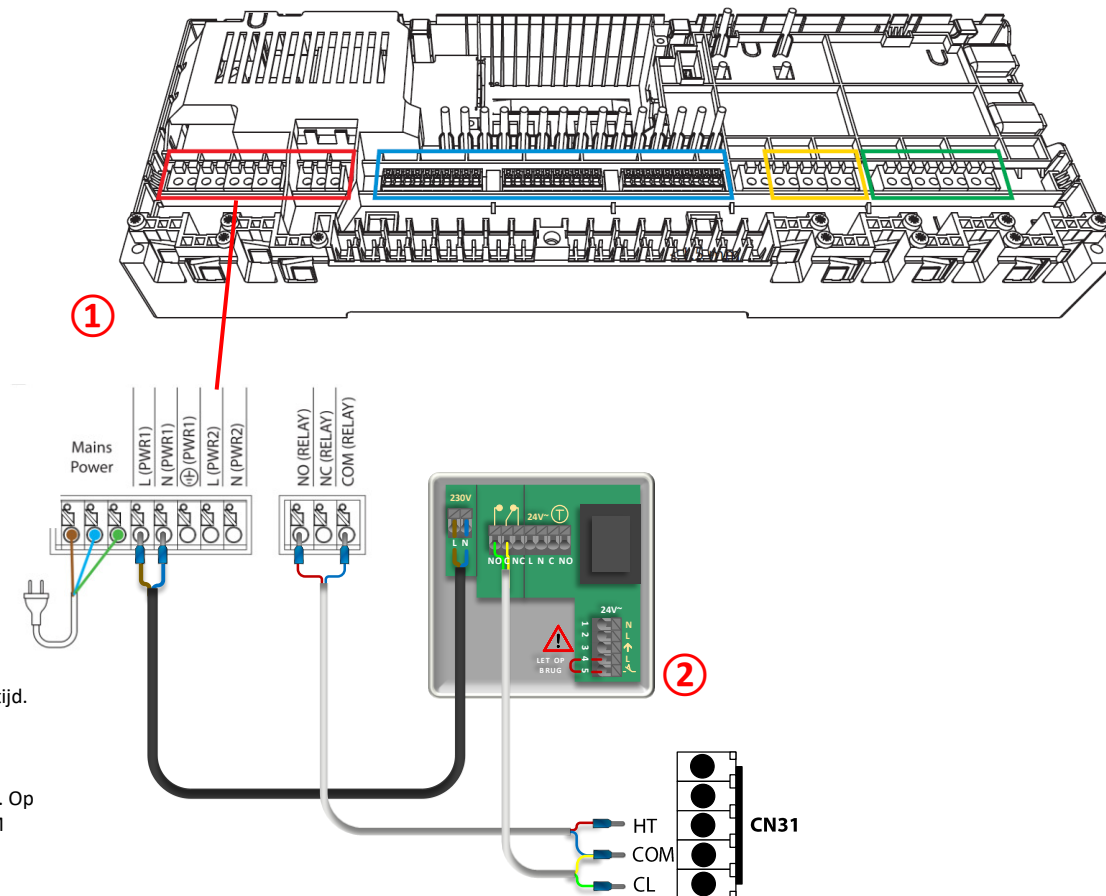 ①
Mains
Power
L (PWR1)
N (PWR1)
(PWR1)
L (PWR2)
N (PWR2)
NO (RELAY)
NC (RELAY)
COM (RELAY)
230V
L N
24V~ T
NO C NC L N C NO
24V~
1 N
2 L
3
4 L
5
LET OP
BRUG
②
tijd.
. Op
HT
COM
CL
CN31